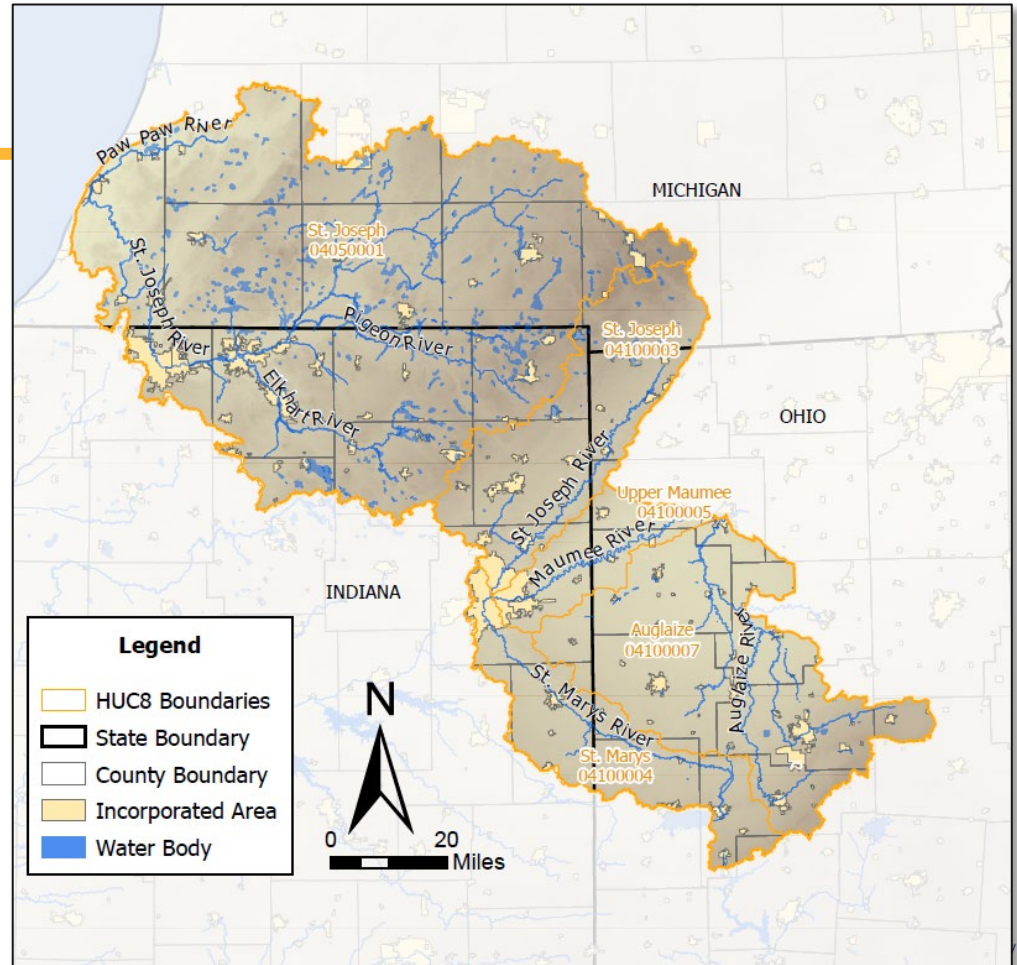 Paw Paw River
MICHIGAN
St. Joseph
04050001
St. Joseph River
Pigeon River
St. Joseph
04100003
Elkhart River
OHIO
St Joseph River
Upper Maumee
04100005
Maumee River
INDIANA
Auglaize
04100007
Auglaize River
St. Marys River
St. Marys
04100004
Legend
HUC8 Boundaries
State Boundary
County Boundary
Incorporated Area
Water Body
N
0 20
Miles